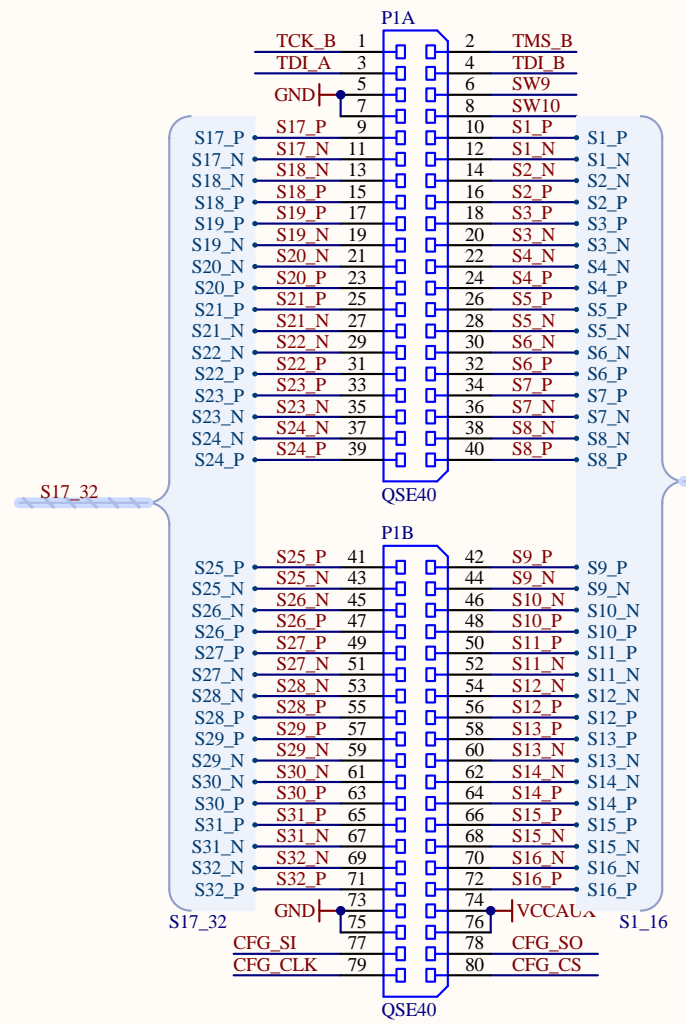 P1A
TCK_B 1 2 TMS_B
TDI_A 3 4 TDI_B
GND 5 6 SW9
7 8 SW10
S17_P S17_P 9 10 S1_P S1_P
S17_N S17_N 11 12 S1_N S1_N
S18_N S18_N 13 14 S2_N S2_N
S18_P S18_P 15 16 S2_P S2_P
S19_P S19_P 17 18 S3_P S3_P
S19_N S19_N 19 20 S3_N S3_N
S20_N S20_N 21 22 S4_N S4_N
S20_P S20_P 23 24 S4_P S4_P
S21_P S21_P 25 26 S5_P S5_P
S21_N S21_N 27 28 S5_N S5_N
S22_N S22_N 29 30 S6_N S6_N
S22_P S22_P 31 32 S6_P S6_P
S23_P S23_P 33 34 S7_P S7_P
S23_N S23_N 35 36 S7_N S7_N
S24_N S24_N 37 38 S8_N S8_N
S24_P S24_P 39 40 S8_P S8_P
S17_32
QSE40
P1B
S25_P S25_P 41 42 S9_P S9_P
S25_N S25_N 43 44 S9_N S9_N
S26_N S26_N 45 46 S10_N S10_N
S26_P S26_P 47 48 S10_P S10_P
S27_P S27_P 49 50 S11_P S11_P
S27_N S27_N 51 52 S11_N S11_N
S28_N S28_N 53 54 S12_N S12_N
S28_P S28_P 55 56 S12_P S12_P
S29_P S29_P 57 58 S13_P S13_P
S29_N S29_N 59 60 S13_N S13_N
S30_N S30_N 61 62 S14_N S14_N
S30_P S30_P 63 64 S14_P S14_P
S31_P S31_P 65 66 S15_P S15_P
S31_N S31_N 67 68 S15_N S15_N
S32_N S32_N 69 70 S16_N S16_N
S32_P S32_P 71 72 S16_P S16_P
GND 73 74 VCCAUX
S17_32 75 76 S1_16
CFG_SI 77 78 CFG_SO
CFG_CLK 79 80 CFG_CS
QSE40